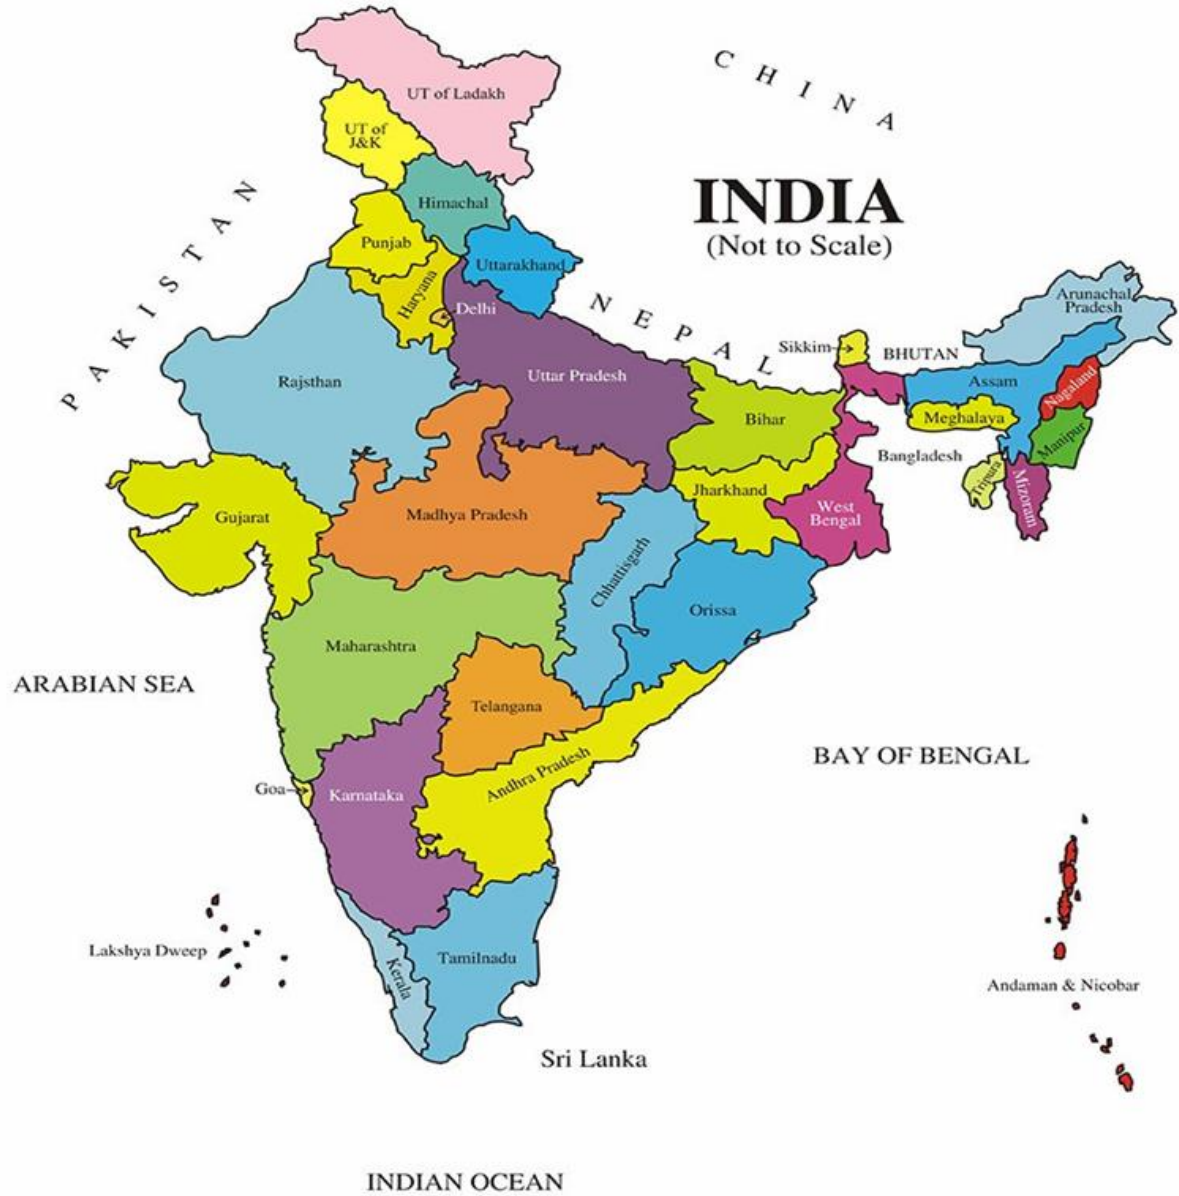 CHINA
UT of Ladakh
UT of
J&K
PAKISTAN
INDIA
(Not to Scale)
Himachal
Punjab
Uttarakhand
Haryana
Delhi
NEPAL
Arunachal
Pradesh
Sikkim
BHUTAN
Rajsthan
Uttar Pradesh
Assam
Nagaland
Bihar
Meghalaya
Manipur
Bangladesh
Tripura
Mizoram
Jharkhand
West
Bengal
Gujarat
Madhya Pradesh
Chhattisgarh
Orissa
Maharashtra
ARABIAN SEA
Telangana
BAY OF BENGAL
Andhra Pradesh
Goa
Karnataka
Lakshya Dweep
Kerala
Tamilnadu
Andaman & Nicobar
Sri Lanka
INDIAN OCEAN